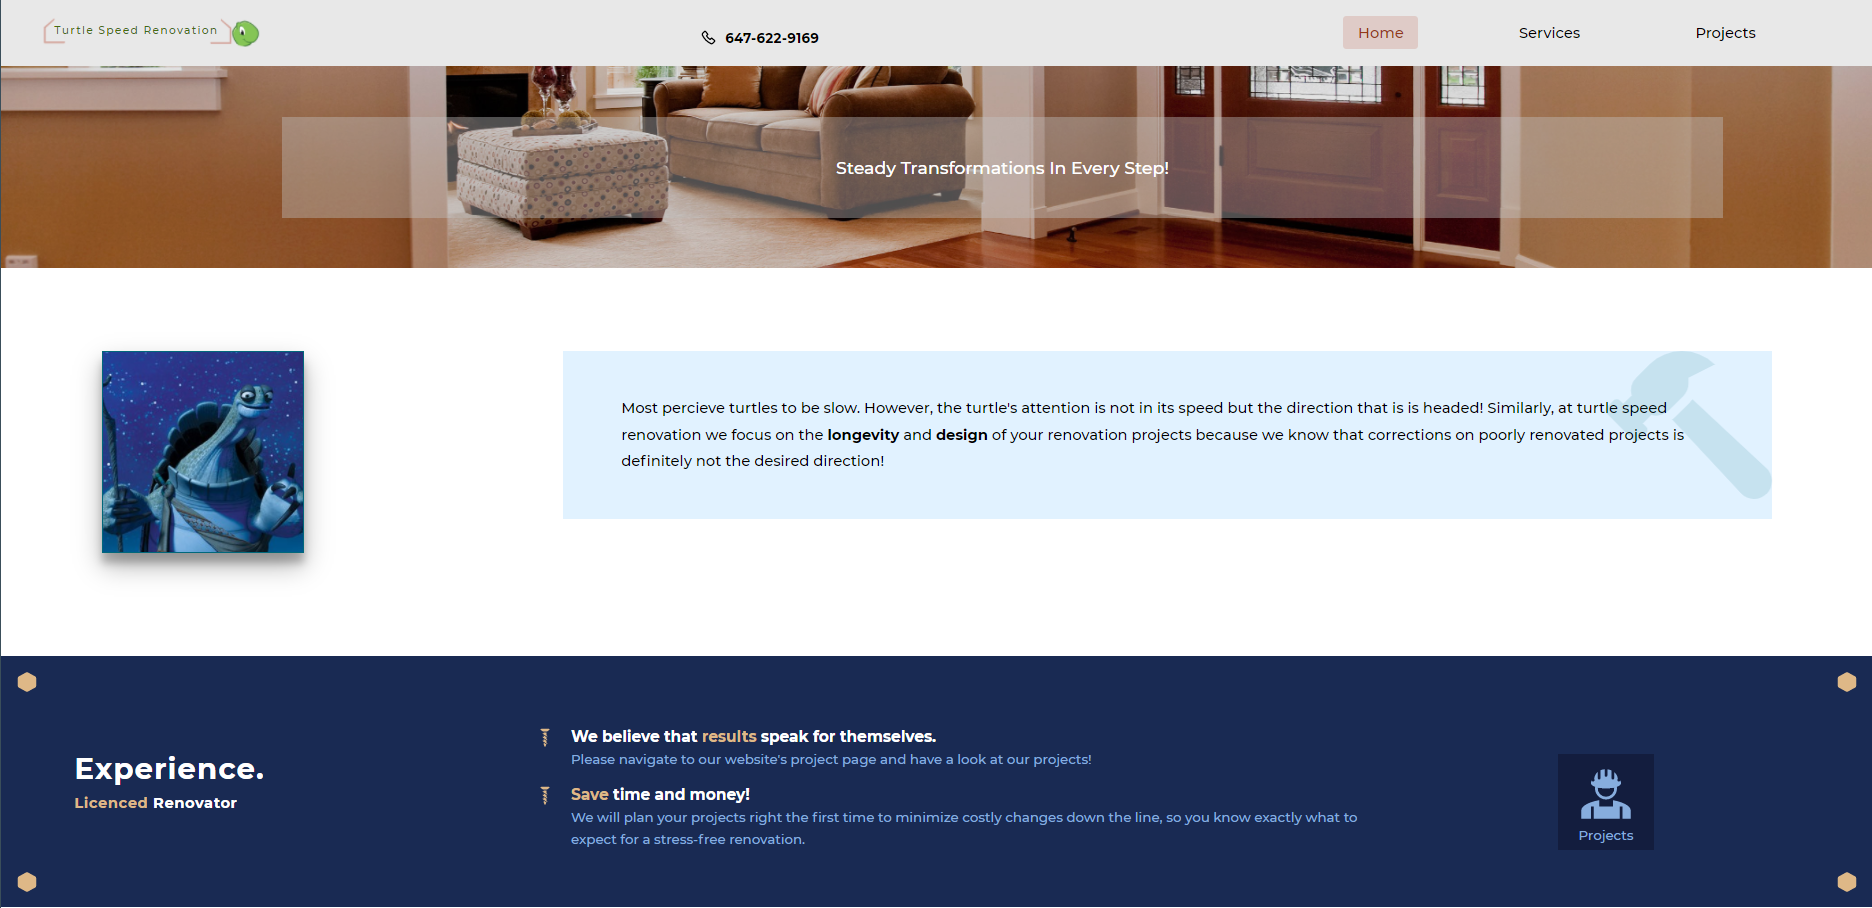 Turtle Speed Renovation
647-622-9169
Home
Services
Projects
Steady Transformations In Every Step!
Most percieve turtles to be slow. However, the turtle's attention is not in its speed but the direction that is is headed! Similarly, at turtle speed
renovation we focus on the longevity and design of your renovation projects because we know that corrections on poorly renovated projects is
definitely not the desired direction!
Experience.
Licenced Renovator
We believe that results speak for themselves.
Please navigate to our website's project page and have a look at our projects!
Save time and money!
We will plan your projects right the first time to minimize costly changes down the line, so you know exactly what to
expect for a stress-free renovation.
Projects